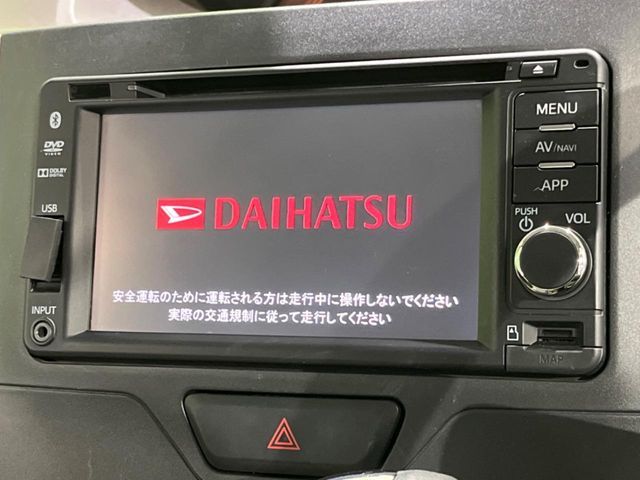 MENU
AV/NAVI
APP
PUSH
VOL
DVD
VIDEO
DOLBY
DIGITAL
USB
INPUT
DAIHATSU
安全運転のために運転される方は走行中に操作しないでください
実際の交通規制に従って走行してください
MAP